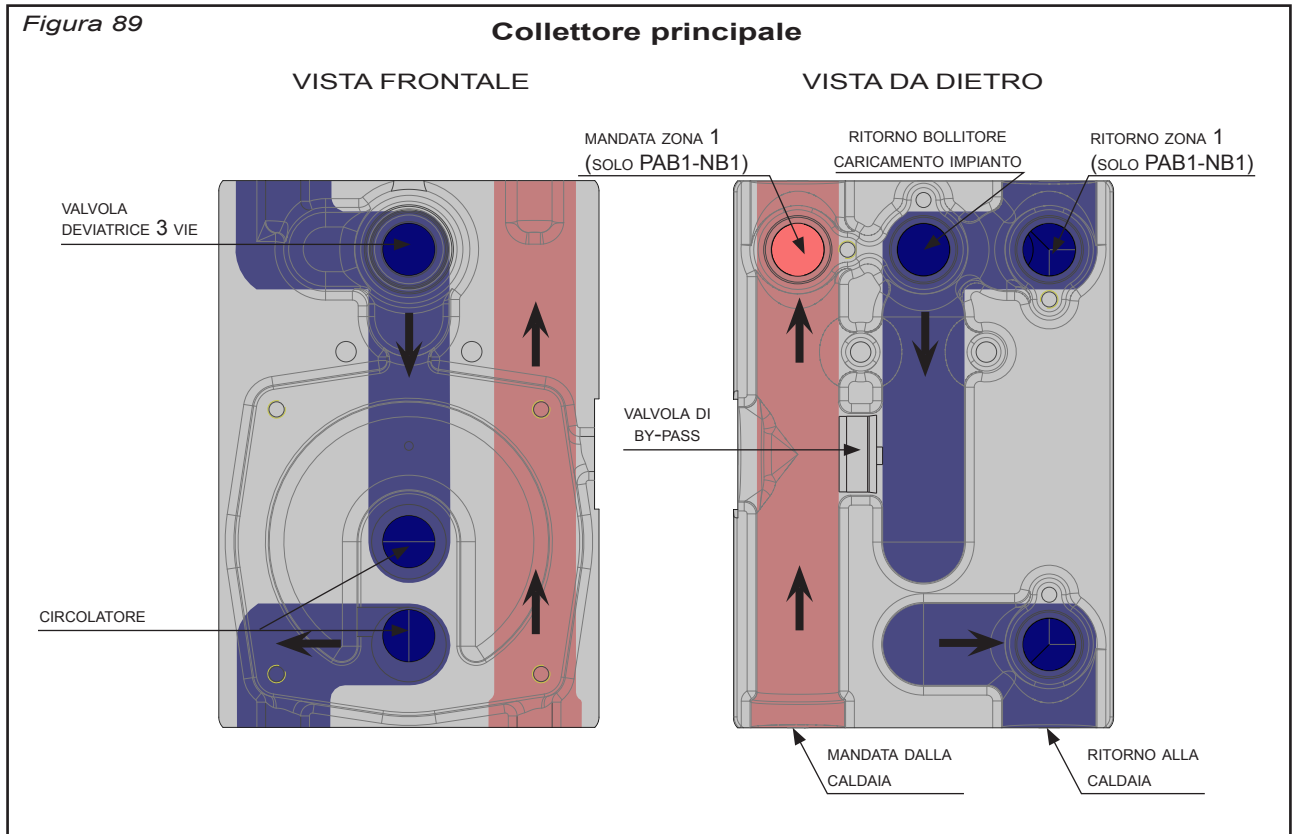 Figura 89
Collettore principale
VISTA FRONTALE
VISTA DA DIETRO
MANDATA ZONA 1
(SOLO PAB1-NB1)
RITORNO BOLLITORE
CARICAMENTO IMPIANTO
RITORNO ZONA 1
(SOLO PAB1-NB1)
VALVOLA
DEVIATRICE 3 VIE
VALVOLA DI
BY-PASS
CIRCOLATORE
MANDATA DALLA
CALDAIA
RITORNO ALLA
CALDAIA